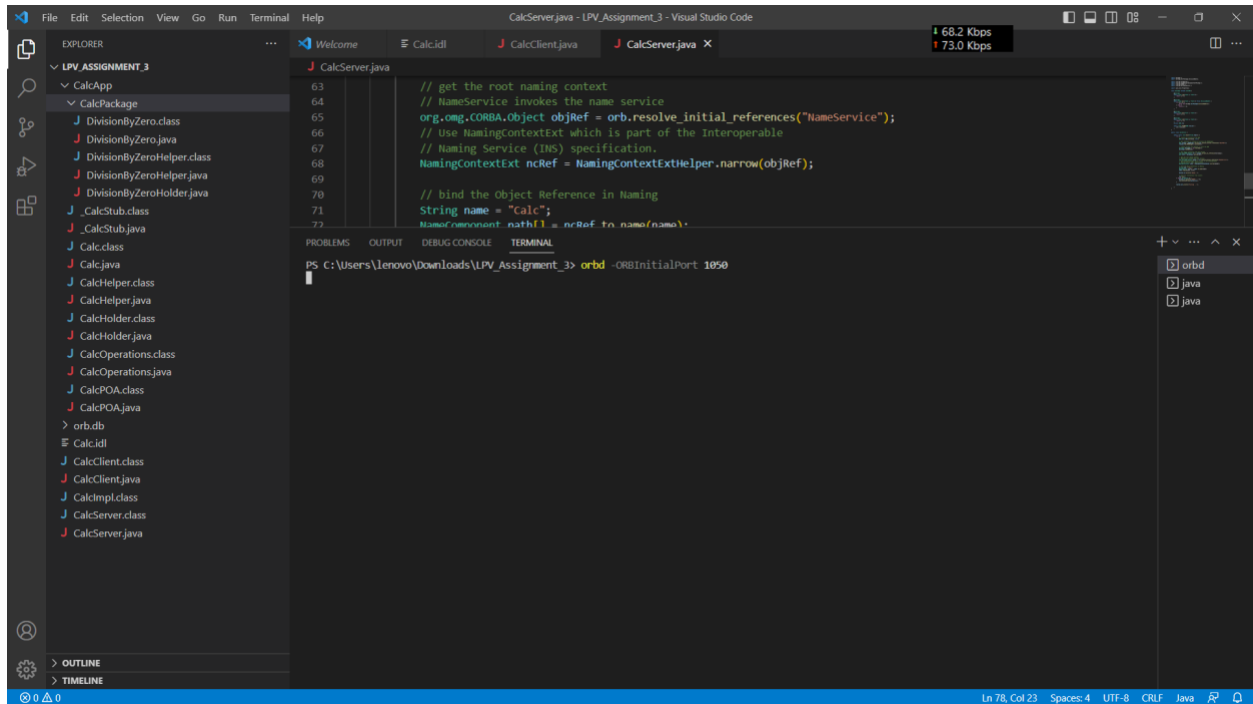 File Edit Selection View Go Run Terminal Help
CalcServer.java - LPV_Assignment_3 - Visual Studio Code
68.2 Kbps
73.0 Kbps
EXPLORER
LPV_ASSIGNMENT_3
CalcApp
CalcPackage
DivisionByZero.class
DivisionByZero.java
DivisionByZeroHelper.class
DivisionByZeroHelper.java
DivisionByZeroHolder.java
_CalcStub.class
_CalcStub.java
Calc.class
Calc.java
CalcHelper.class
CalcHelper.java
CalcHolder.class
CalcHolder.java
CalcOperations.class
CalcOperations.java
CalcPOA.class
CalcPOA.java
orb.db
Calc.idl
CalcClient.class
CalcClient.java
CalcImpl.class
CalcServer.class
CalcServer.java
OUTLINE
TIMELINE
Welcome Calc.idl CalcClient.java CalcServer.java
CalcServer.java
63 // get the root naming context
64 // NameService invokes the name service
65 org.omg.CORBA.Object objRef = orb.resolve_initial_references("NameService");
66 // Use NamingContextExt which is part of the Interoperable
67 // Naming Service (INS) specification.
68 NamingContextExt ncRef = NamingContextExtHelper.narrow(objRef);
69
70 // bind the Object Reference in Naming
71 String name = "Calc";
72 NameComponent path[] = ncRef.to_name(name);
PROBLEMS OUTPUT DEBUG CONSOLE TERMINAL
PS C:\Users\lenovo\Downloads\LPV_Assignment_3> orbd -ORBInitialPort 1050
orbd
java
java
0 0
Ln 78, Col 23 Spaces: 4 UTF-8 CRLF Java